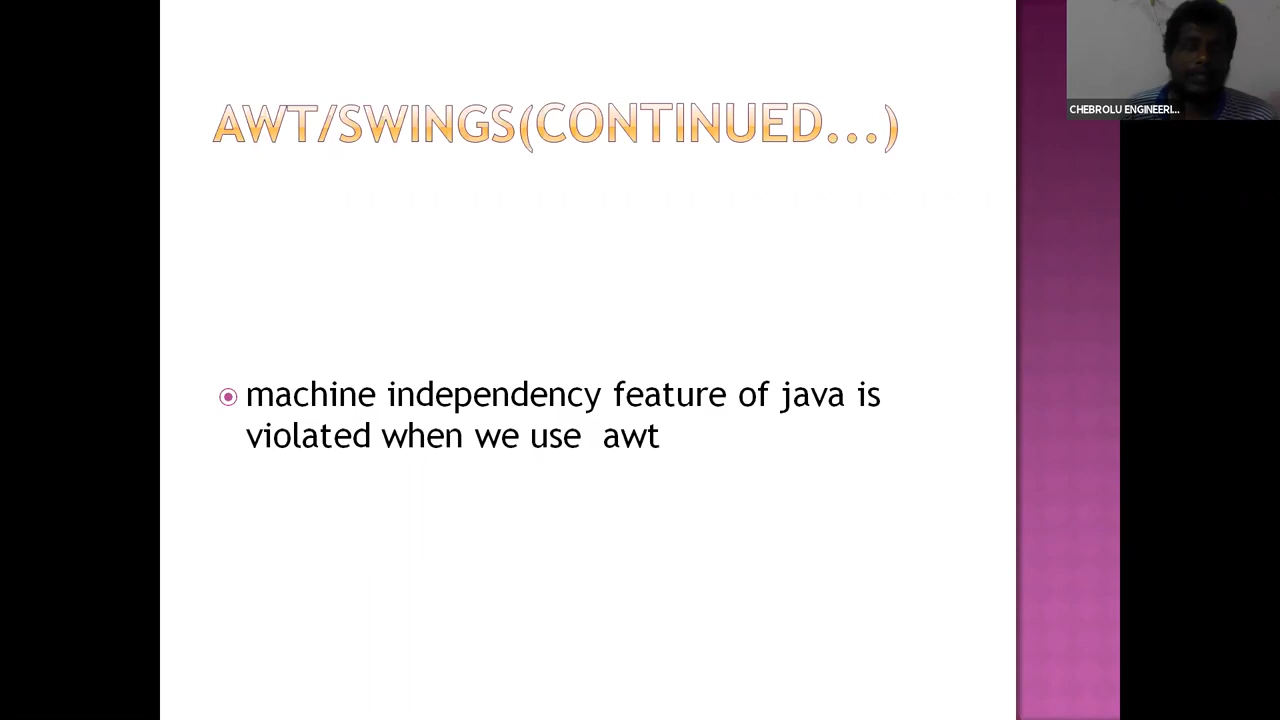 AWT/SWINGS(CONTINUED...)
machine independency feature of java is
violated when we use  awt
CHEBROLU ENGINEERI...